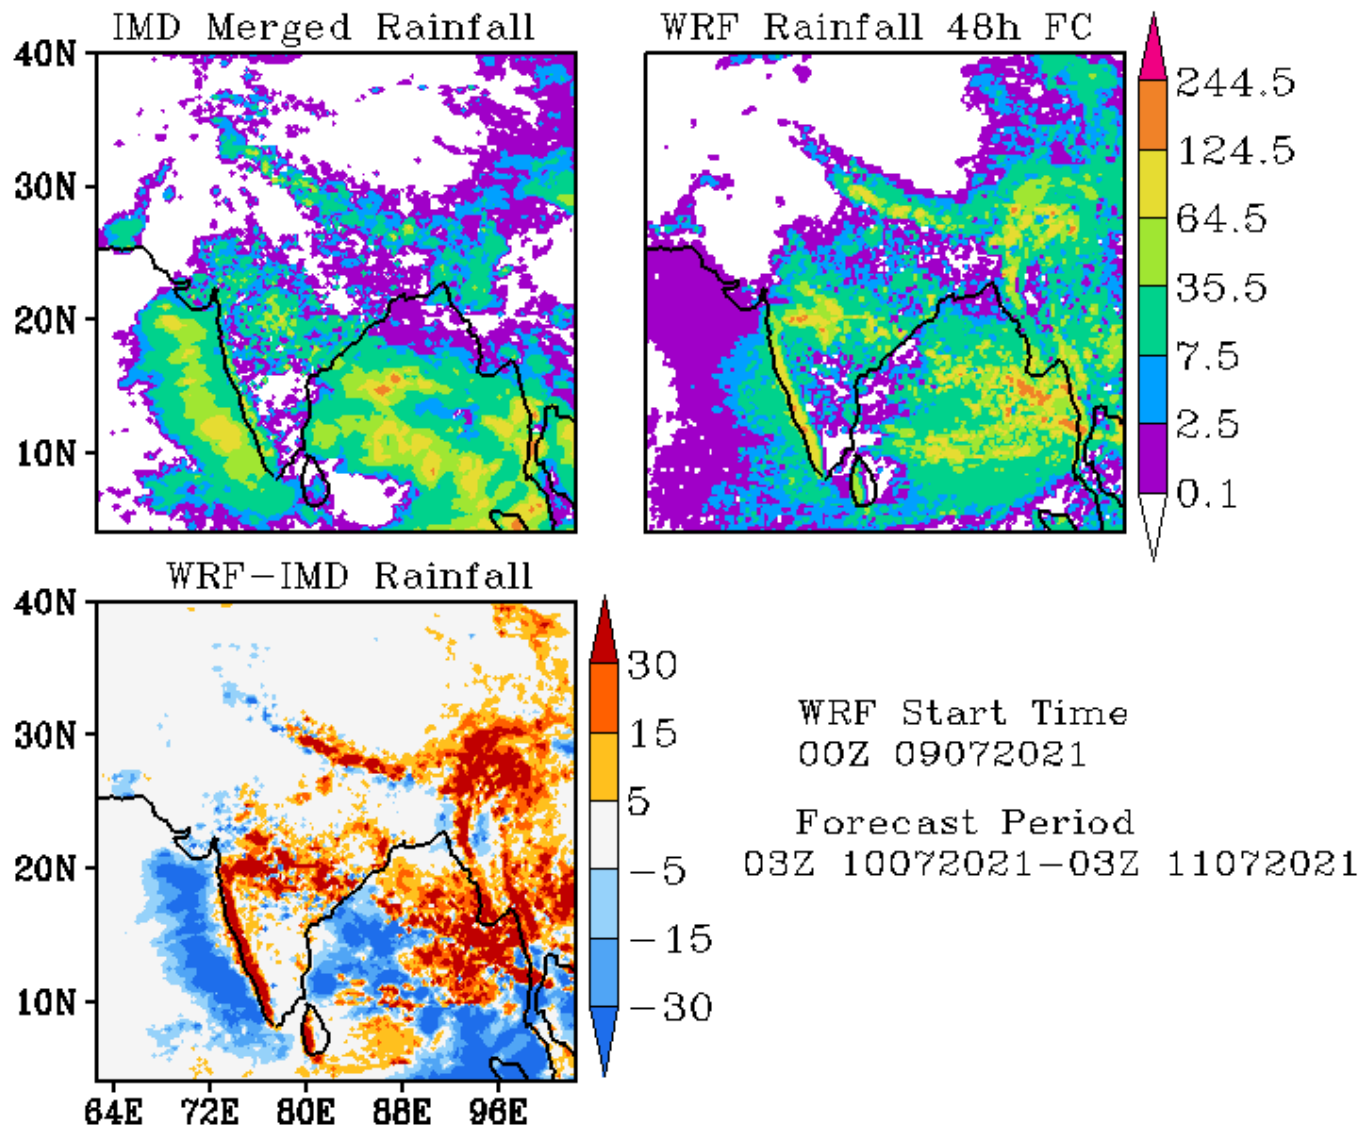 IMD Merged Rainfall
WRF Rainfall 48h FC
40N
30N
20N
10N
244.5
124.5
64.5
35.5
7.5
2.5
0.1
WRF-IMD Rainfall
40N
30N
20N
10N
64E 72E 80E 88E 96E
30
15
5
-5
-15
-30
WRF Start Time
00Z 09072021
Forecast Period
03Z 10072021-03Z 11072021